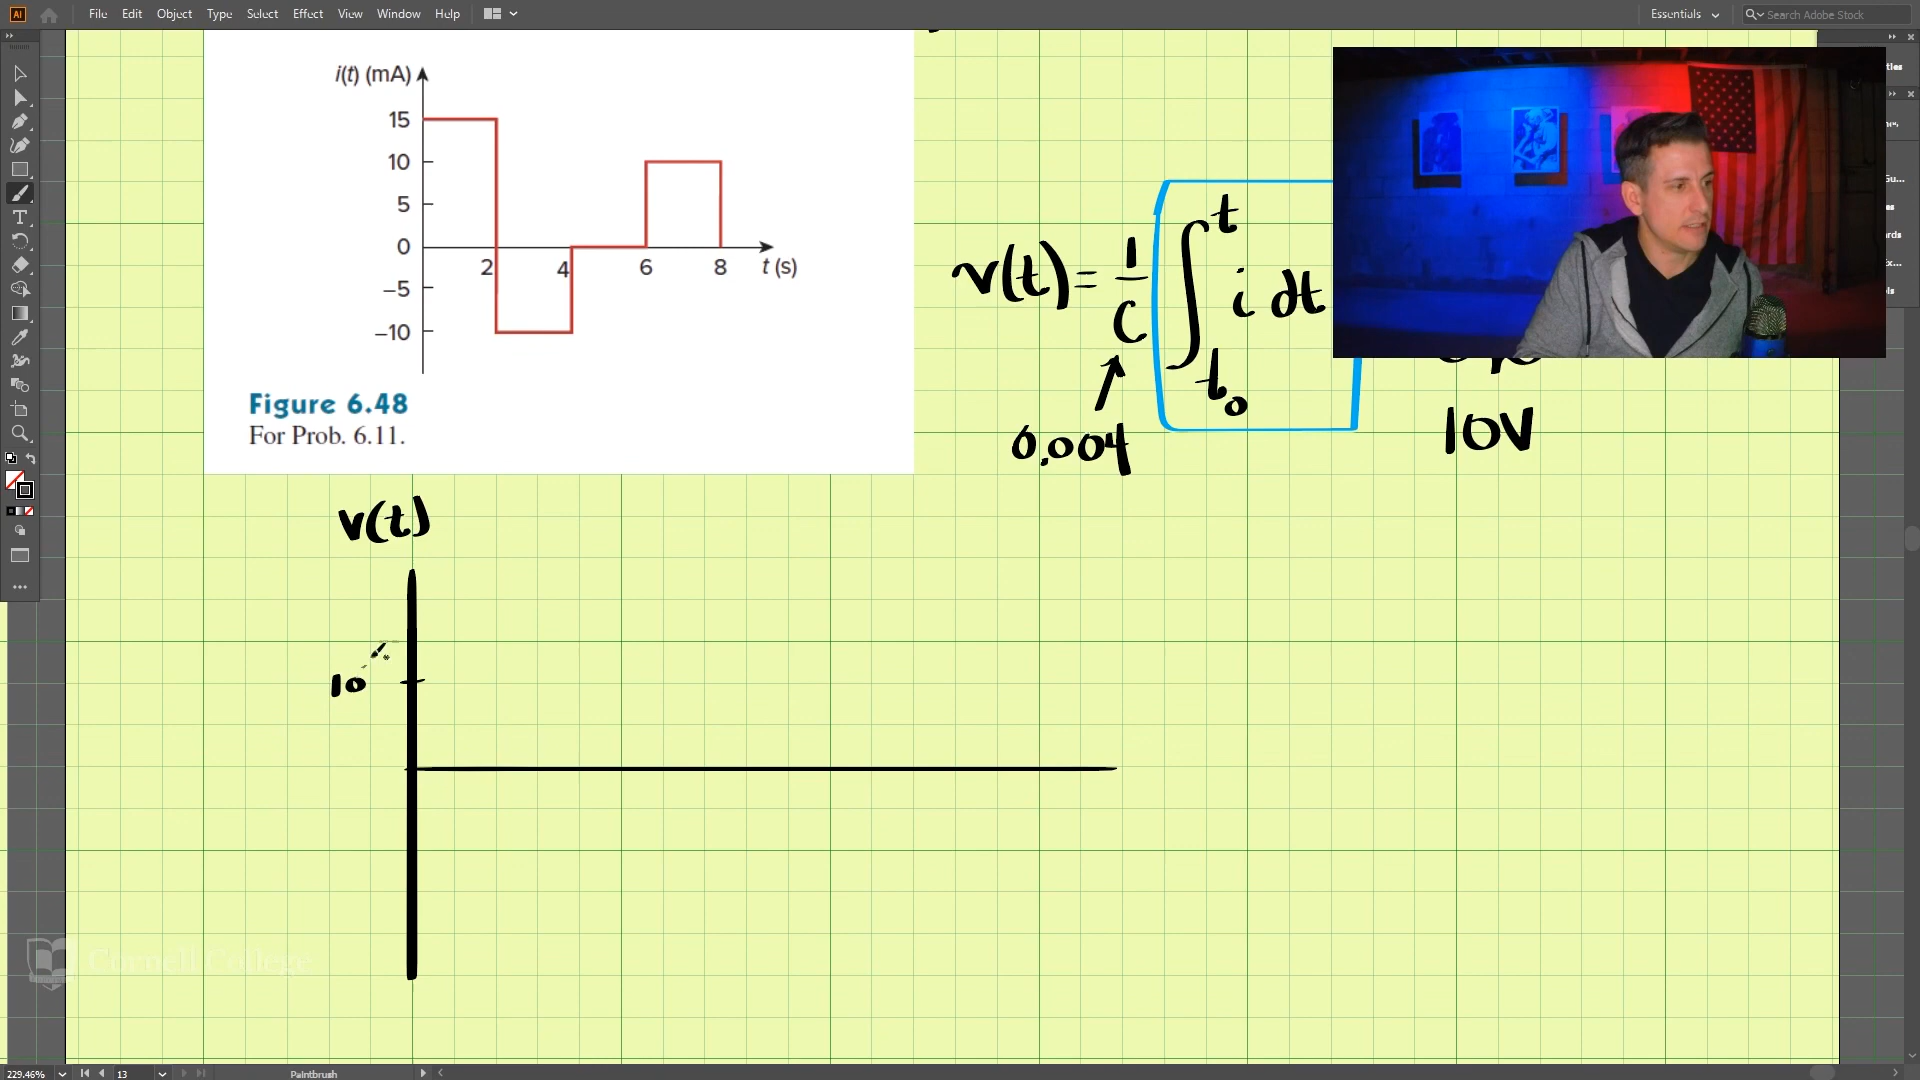 Ai
File Edit Object Type Select Effect View Window Help
Essentials
Search Adobe Stock
i(t) (mA)
15
10
5
0
−5
−10
2 4 6 8 t (s)
Figure 6.48
For Prob. 6.11.
v(t) = 1/C ∫ t t0 i dt
0.004
10V
v(t)
10
Cornell College
229.46% 13 Paintbrush